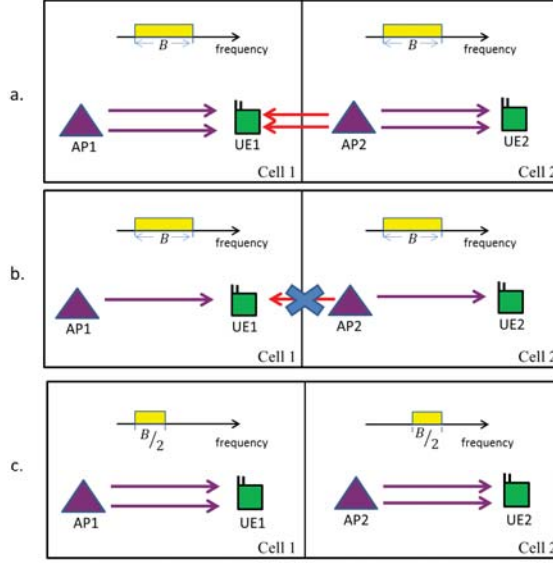 a.
B
frequency
B
frequency
AP1
UE1
AP2
UE2
Cell 1
Cell 2
b.
B
frequency
B
frequency
AP1
UE1
AP2
UE2
Cell 1
Cell 2
c.
B/2
frequency
B/2
frequency
AP1
UE1
AP2
UE2
Cell 1
Cell 2